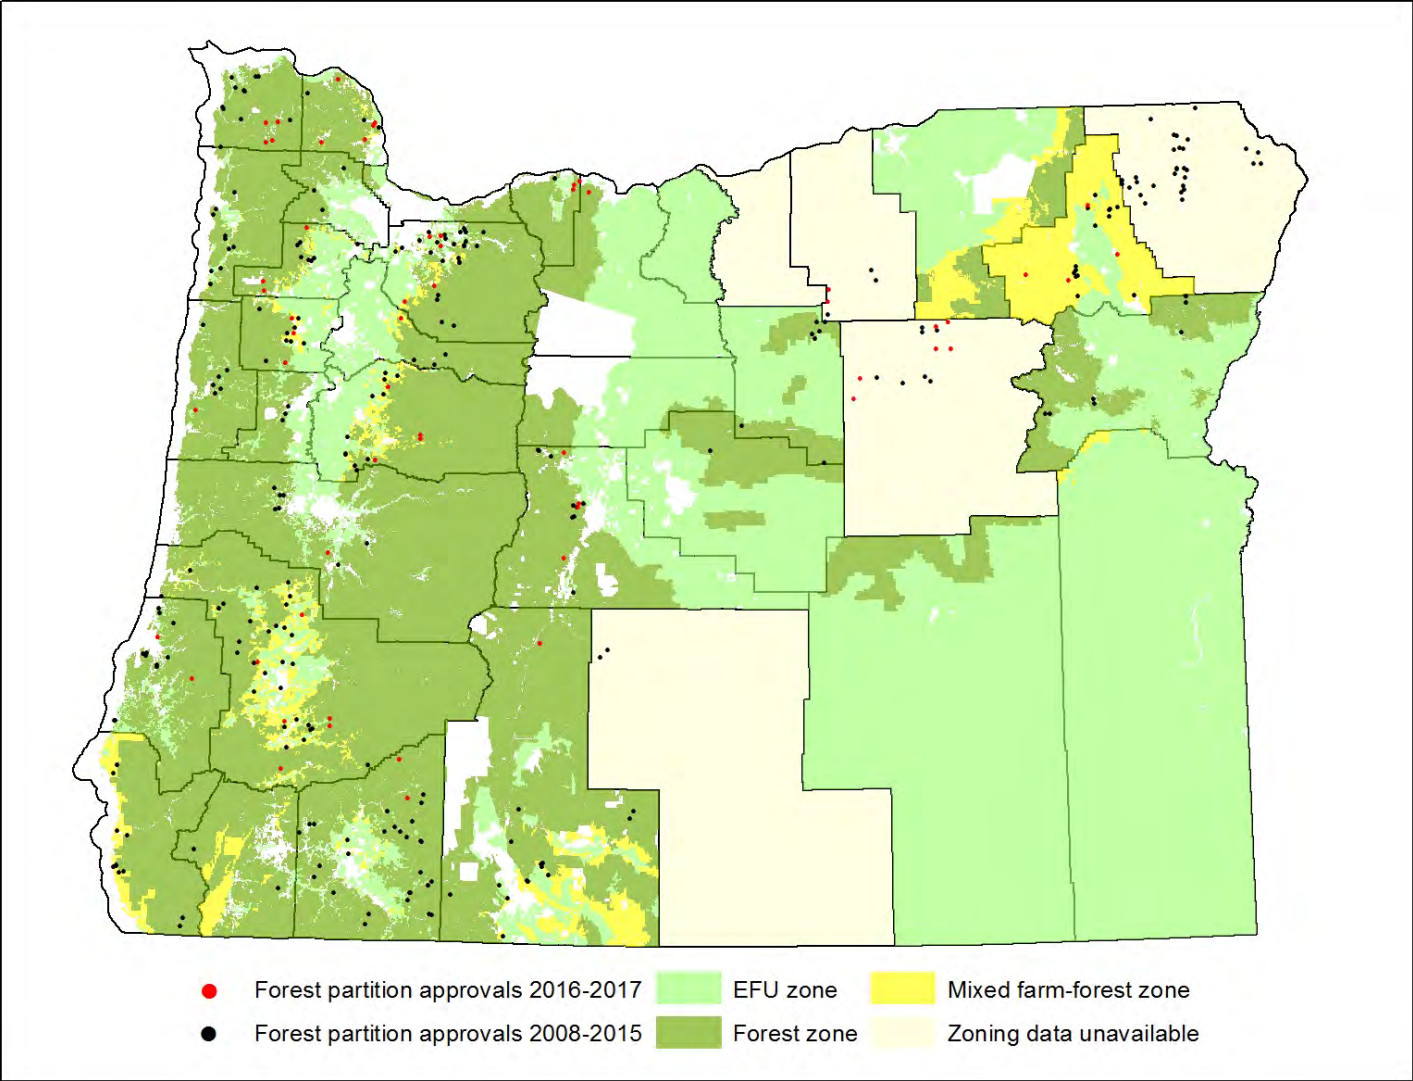 Forest partition approvals 2016-2017 EFU zone Mixed farm-forest zone
Forest partition approvals 2008-2015 Forest zone Zoning data unavailable